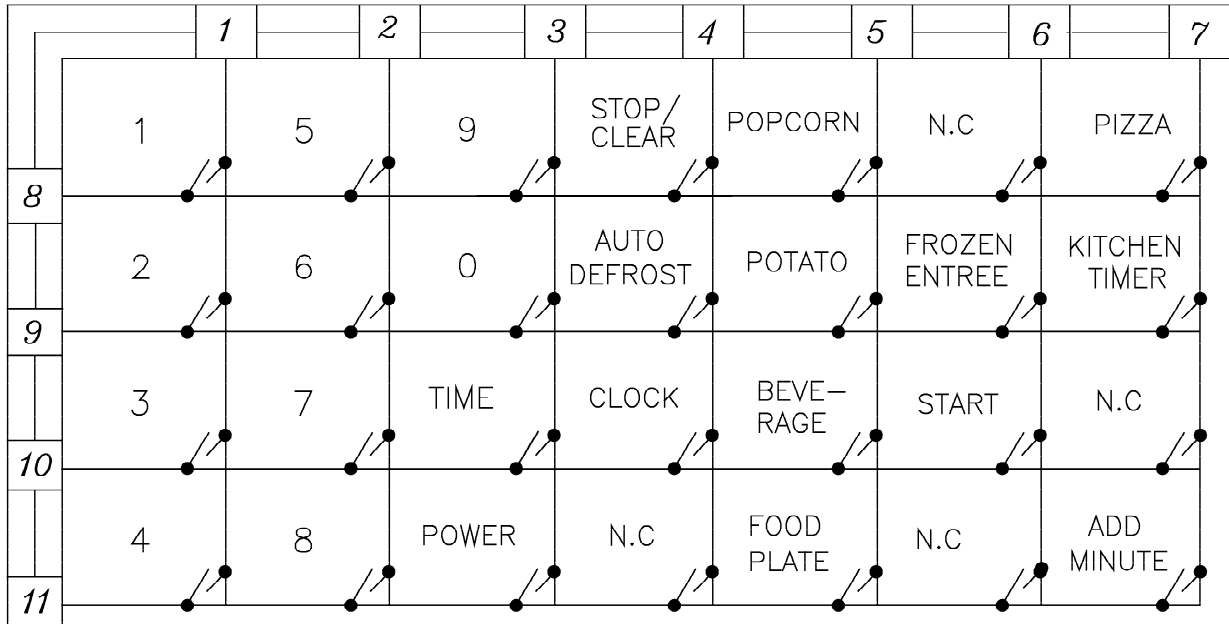 1 2 3 4 5 6 7
1 5 9 STOP/ POPCORN N.C PIZZA
CLEAR
8
2 6 0 AUTO POTATO FROZEN KITCHEN
DEFROST ENTREE TIMER
9
3 7 TIME CLOCK BEVE– START N.C
RAGE
10
4 8 POWER N.C FOOD N.C ADD
PLATE MINUTE
11